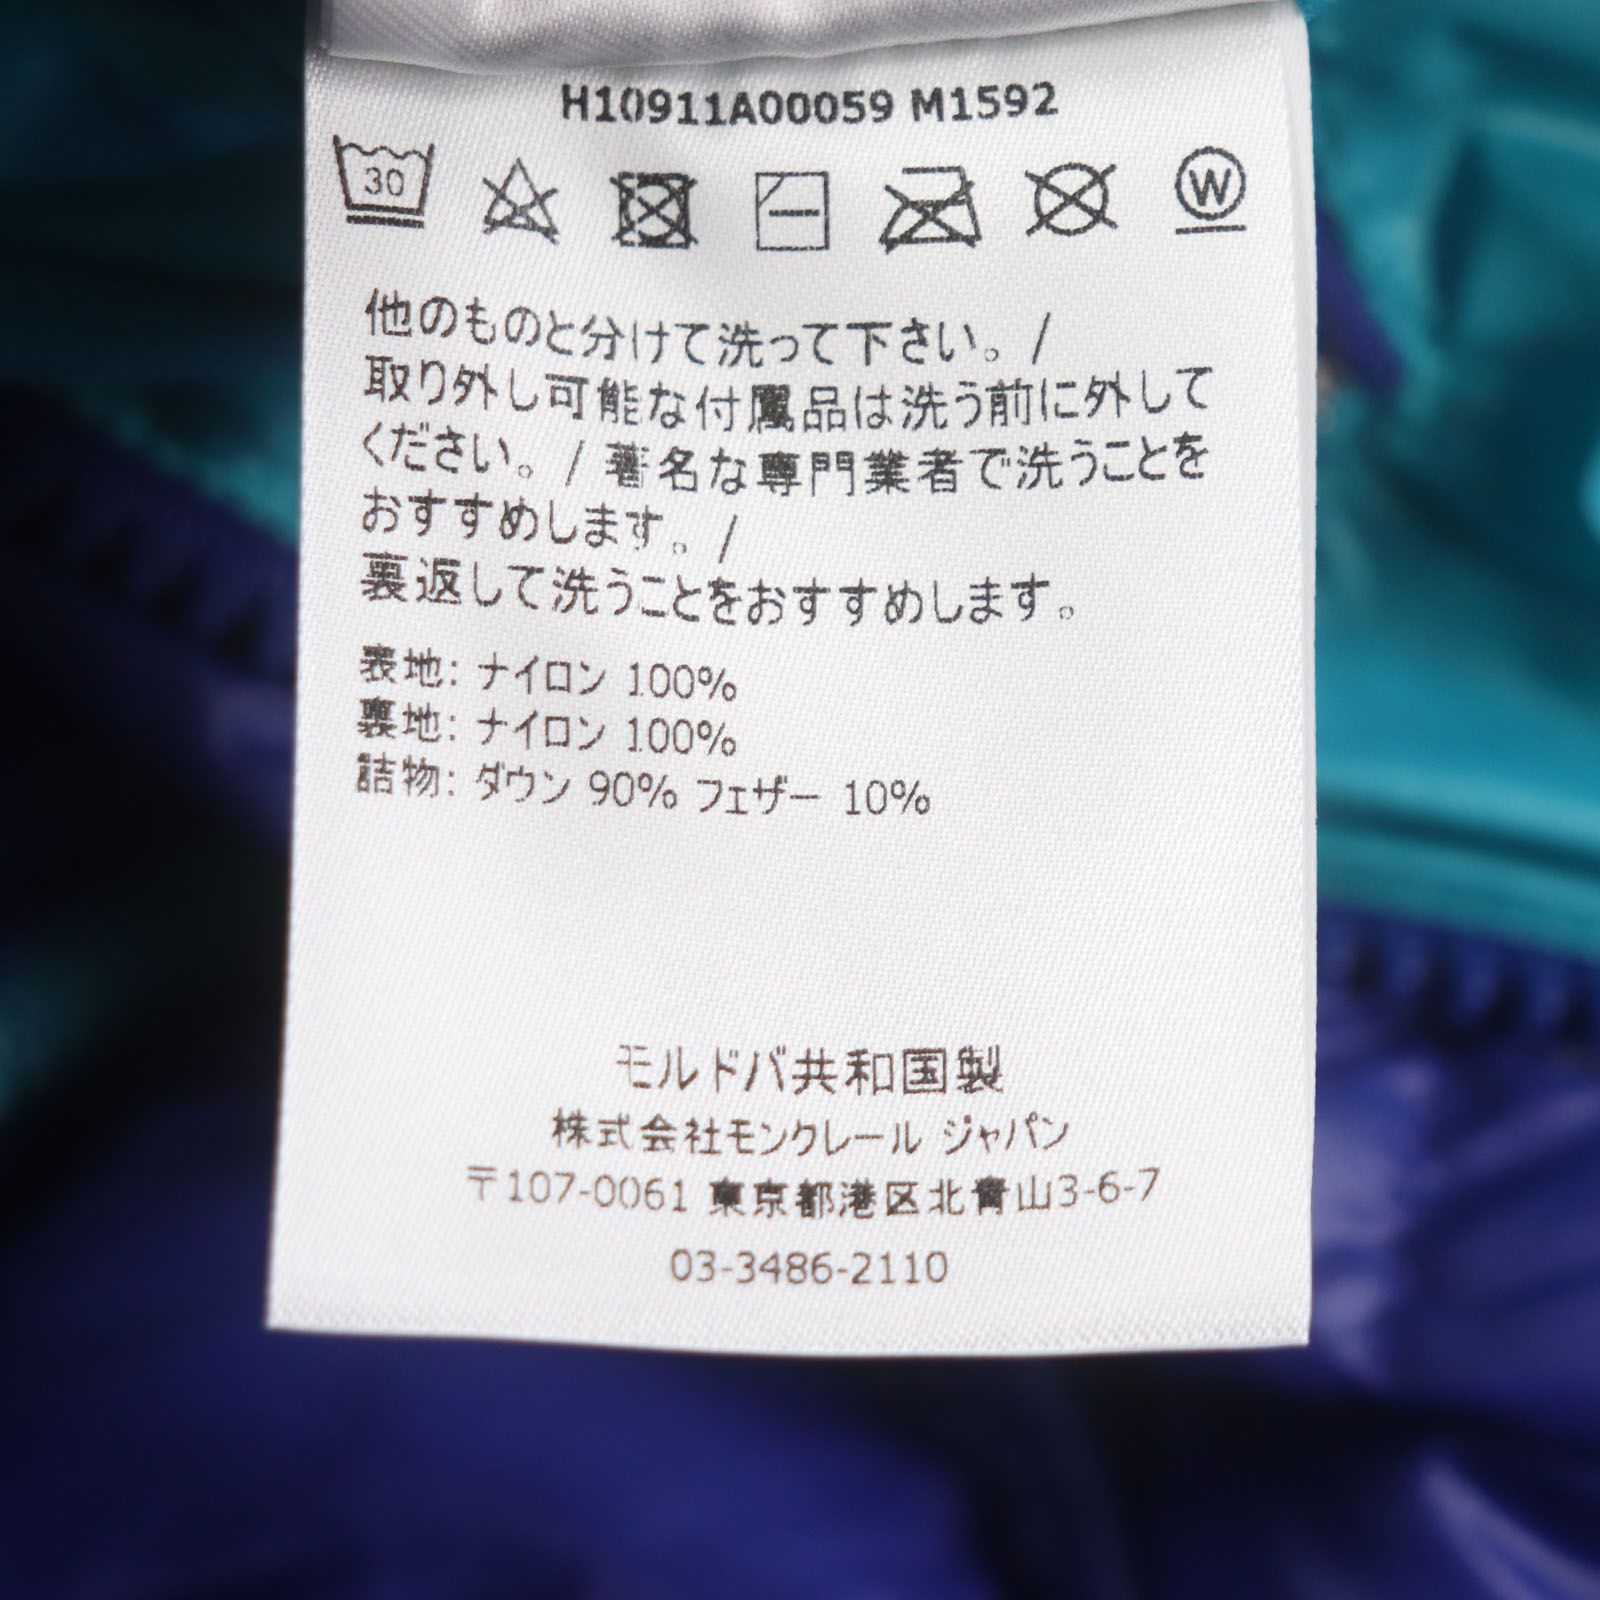 H10911A00059 M1592
30
W
他のものと分けて洗って下さい。/
取り外し可能な付属品は洗う前に外して
ください。/ 著名な専門業者で洗うことを
おすすめします。/
裏返して洗うことをおすすめします。
表地: ナイロン 100%
裏地: ナイロン 100%
詰物: ダウン 90% フェザー 10%
モルドバ共和国製
株式会社モンクレール ジャパン
〒107-0061 東京都港区北青山3-6-7
03-3486-2110